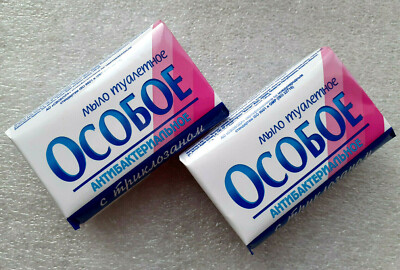 мыло туалетное
ОСОБОЕ
АНТИБАКТЕРИАЛЬНОЕ
с триклозаном
мыло туалетное
ОСОБОЕ
АНТИБАКТЕРИАЛЬНОЕ
с триклозаном